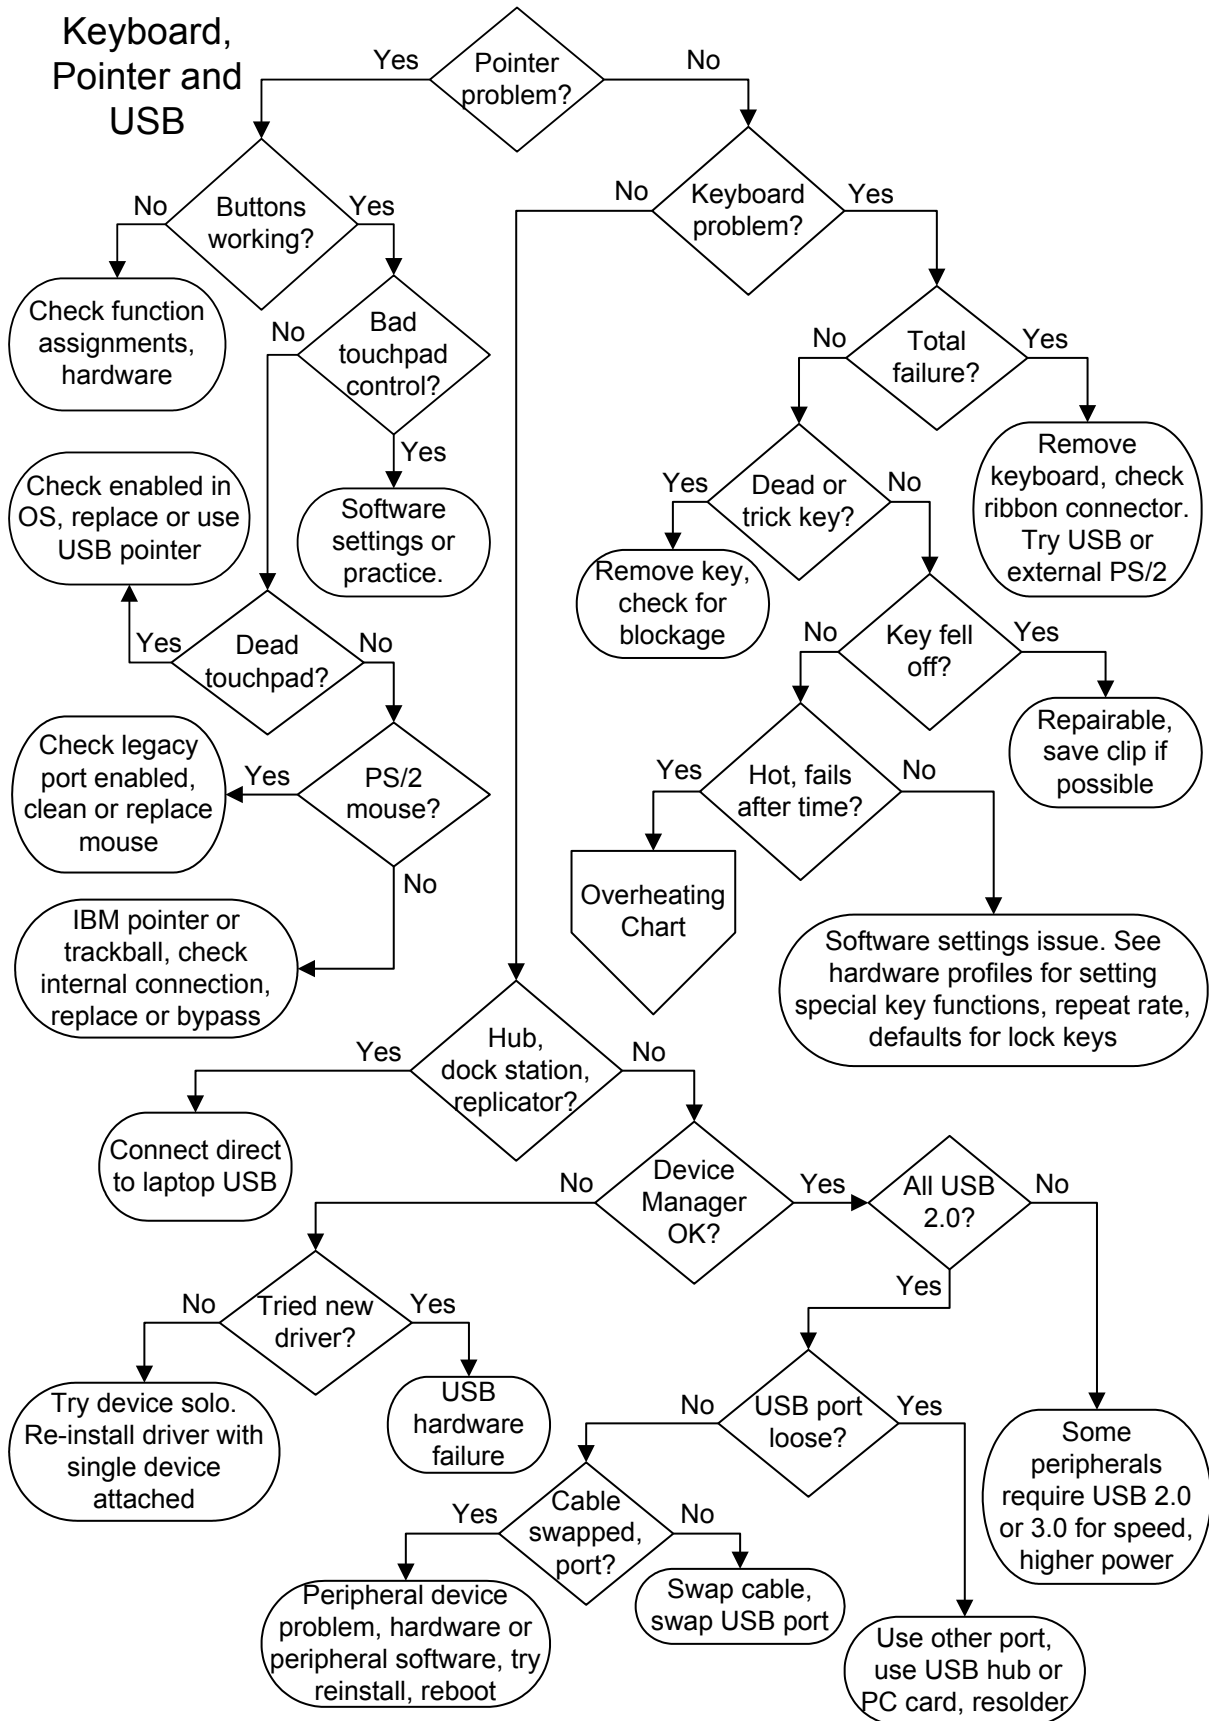 Keyboard,
Pointer and
USB
Yes
Pointer
problem?
No
No
Buttons
working?
Yes
No
Keyboard
problem?
Yes
Check function
assignments,
hardware
No
Bad
touchpad
control?
Yes
No
Total
failure?
Yes
Check enabled in
OS, replace or use
USB pointer
Software
settings or
practice.
Yes
Dead or
trick key?
No
Remove
keyboard, check
ribbon connector.
Try USB or
external PS/2
Remove key,
check for
blockage
Yes
Dead
touchpad?
No
No
Key fell
off?
Yes
Check legacy
port enabled,
clean or replace
mouse
Yes
PS/2
mouse?
No
Yes
Hot, fails
after time?
No
Repairable,
save clip if
possible
IBM pointer or
trackball, check
internal connection,
replace or bypass
Overheating
Chart
Software settings issue. See
hardware profiles for setting
special key functions, repeat rate,
defaults for lock keys
Yes
Hub,
dock station,
replicator?
No
Connect direct
to laptop USB
No
Device
Manager
OK?
Yes
All USB
2.0?
No
Yes
No
Tried new
driver?
Yes
Try device solo.
Re-install driver with
single device
attached
USB
hardware
failure
No
USB port
loose?
Yes
Some
peripherals
require USB 2.0
or 3.0 for speed,
higher power
Yes
Cable
swapped,
port?
No
Peripheral device
problem, hardware or
peripheral software, try
reinstall, reboot
Swap cable,
swap USB port
Use other port,
use USB hub or
PC card, resolder